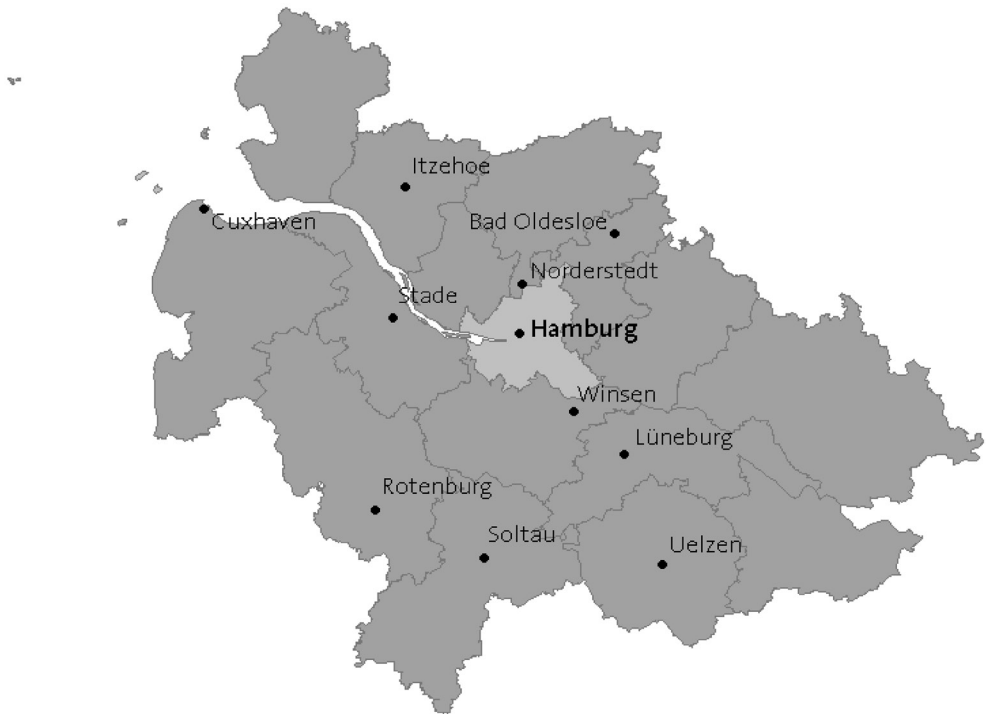 Itzehoe
Cuxhaven
Bad Oldesloe
Norderstedt
Stade
Hamburg
Winsen
Lüneburg
Rotenburg
Soltau
Uelzen